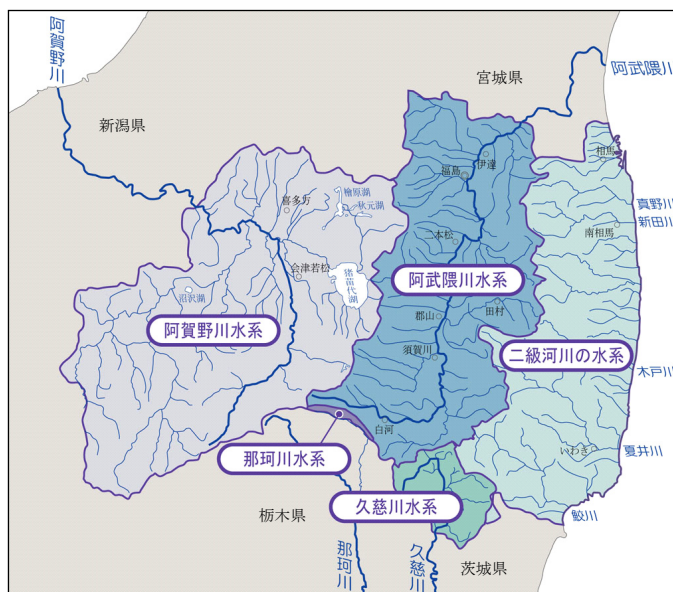 阿賀野川
新潟県
宮城県
阿武隈川
相馬
伊達
福島
桧原湖
秋元湖
喜多方
真野川
新田川
南相馬
二本松
会津若松
猪苗代湖
阿武隈川水系
沼沢湖
田村
郡山
阿賀野川水系
須賀川
二級河川の水系
木戸川
白河
那珂川水系
いわき
夏井川
久慈川水系
栃木県
鮫川
那珂川
久慈川
茨城県